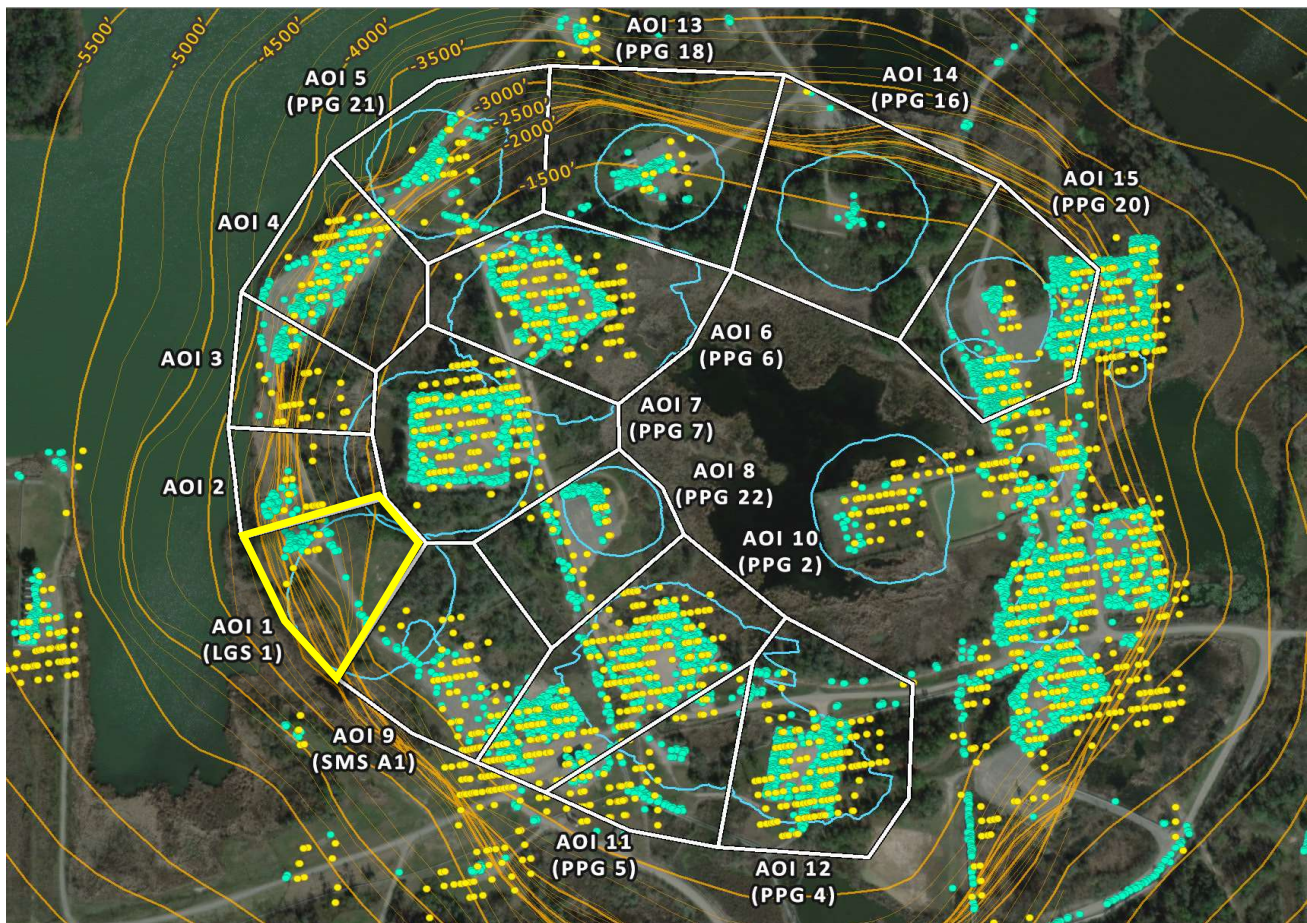 -5500'
-5000'
-4500'
-4000'
-3500'
-3000'
-2500'
-2000'
-1500'
AOI 13
(PPG 18)
AOI 5
(PPG 21)
AOI 14
(PPG 16)
AOI 15
(PPG 20)
AOI 4
AOI 3
AOI 6
(PPG 6)
AOI 7
(PPG 7)
AOI 8
(PPG 22)
AOI 2
AOI 10
(PPG 2)
AOI 1
(LGS 1)
AOI 9
(SMS A1)
AOI 11
(PPG 5)
AOI 12
(PPG 4)